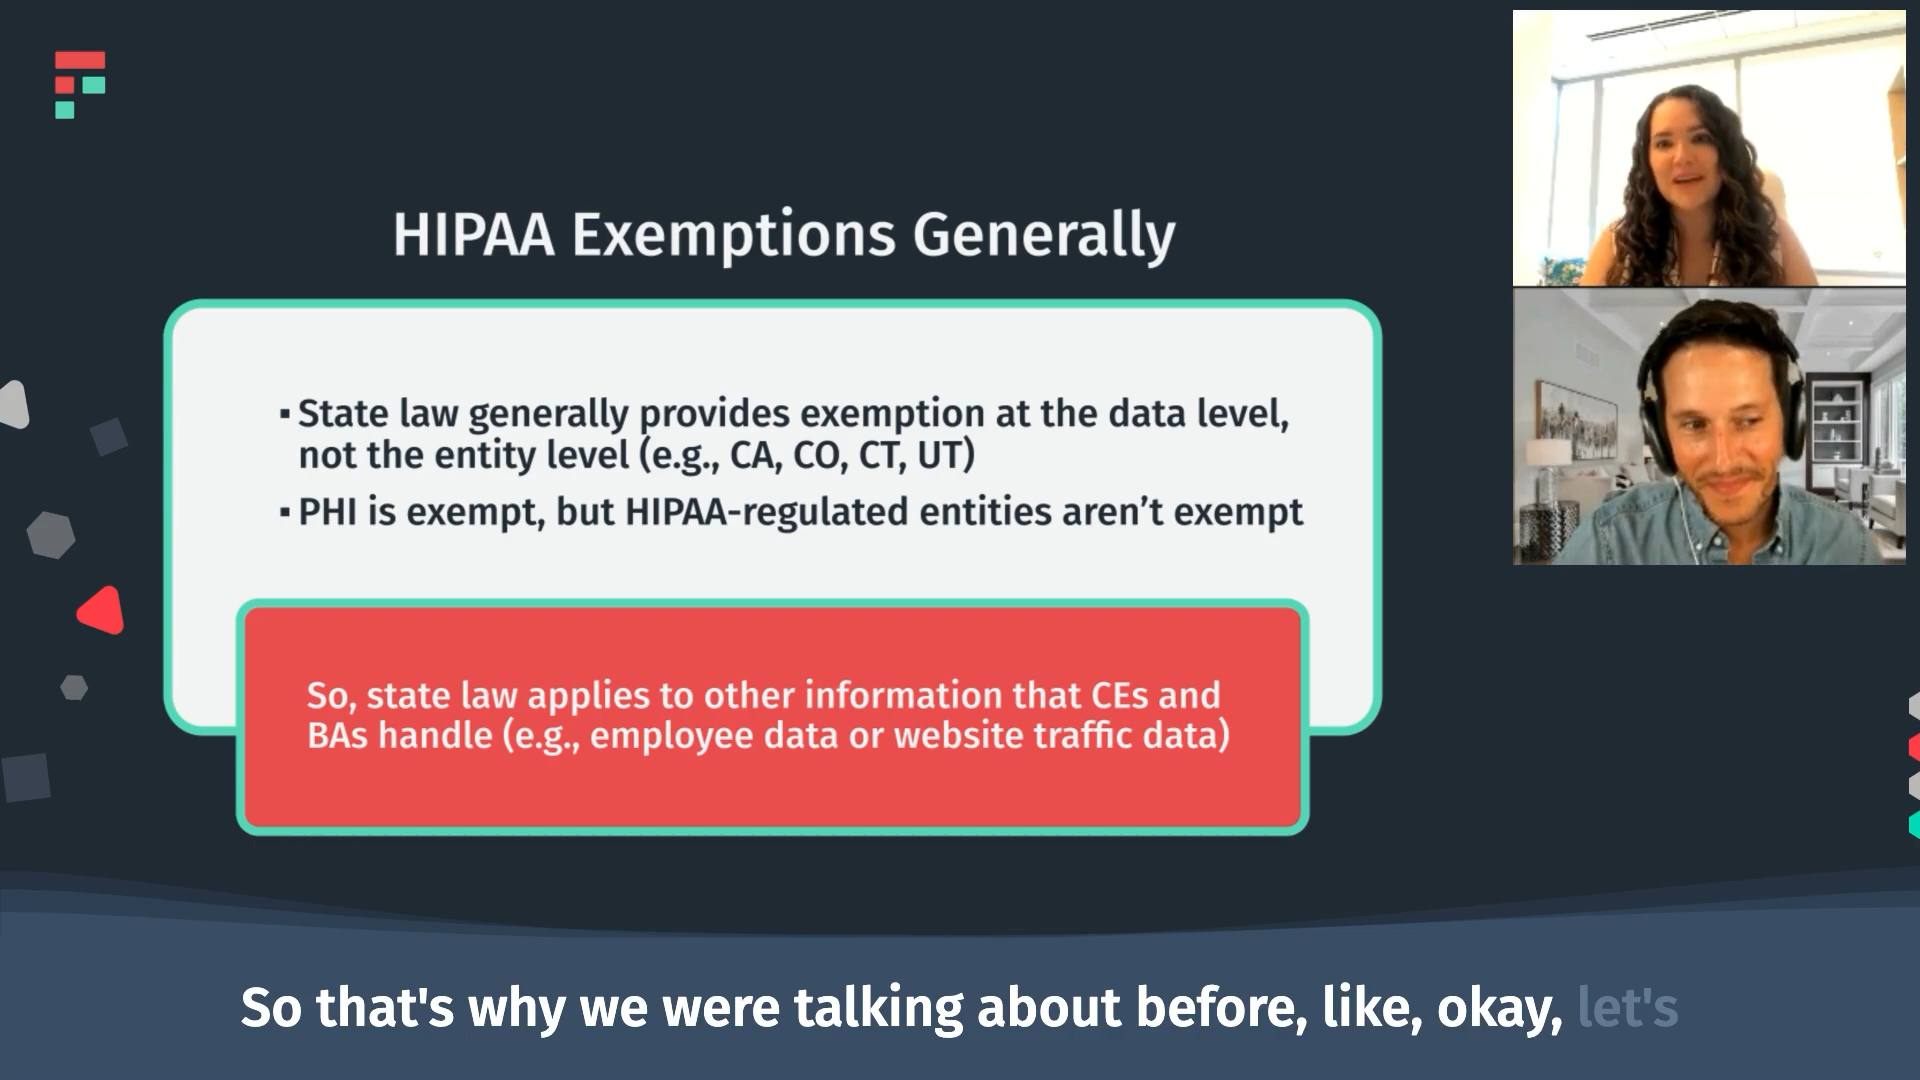 HIPAA Exemptions Generally
▪ State law generally provides exemption at the data level,
not the entity level (e.g., CA, CO, CT, UT)
▪ PHI is exempt, but HIPAA-regulated entities aren’t exempt
So, state law applies to other information that CEs and
BAs handle (e.g., employee data or website traffic data)
So that's why we were talking about before, like, okay, let's